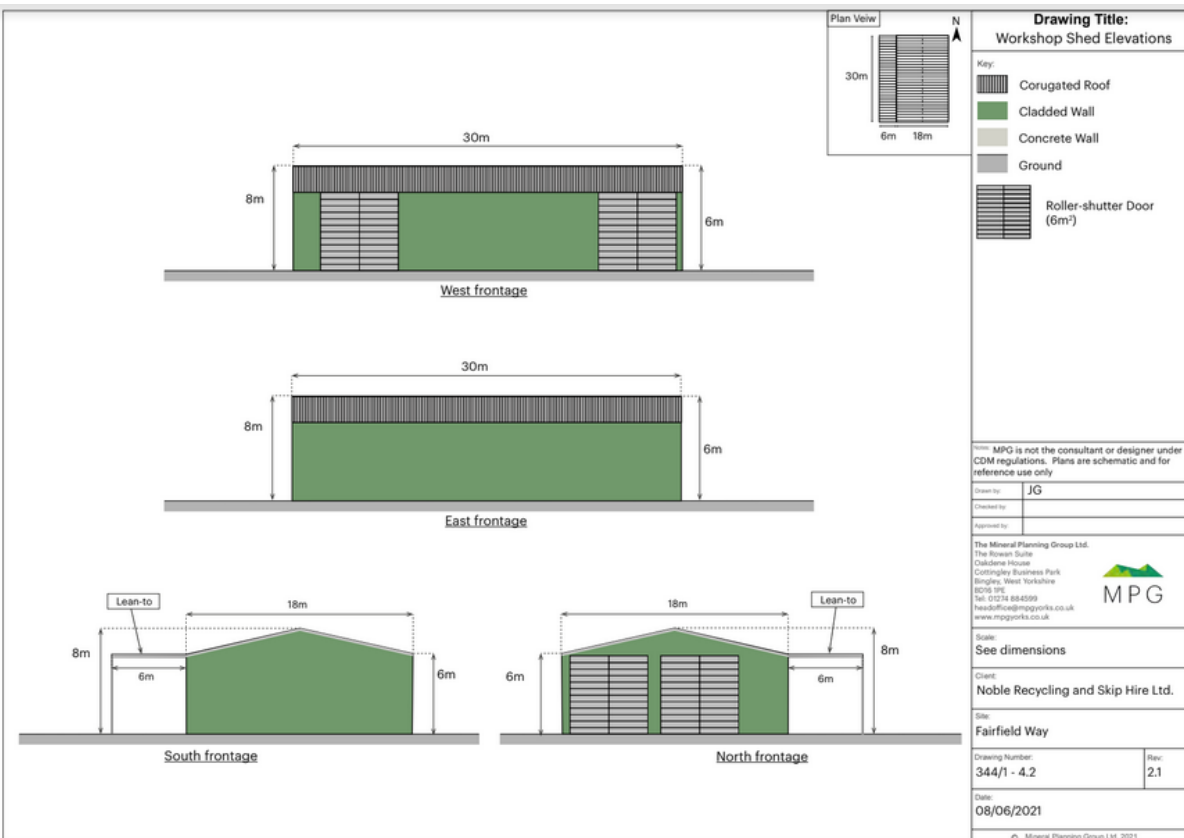 Plan Veiw
N
30m
6m 18m
30m
8m
6m
West frontage
30m
8m
6m
East frontage
Lean-to
18m
8m
6m
6m
South frontage
18m
Lean-to
6m
8m
6m
North frontage
Drawing Title:
Workshop Shed Elevations
Key:
Corugated Roof
Cladded Wall
Concrete Wall
Ground
Roller-shutter Door
(6m²)
Notes: MPG is not the consultant or designer under
CDM regulations. Plans are schematic and for
reference use only
Drawn by: JG
Checked by:
Approved by:
The Mineral Planning Group Ltd.
The Rowan Suite
Oakdene House
Cottingley Business Park
Bingley, West Yorkshire
BD16 1PE
Tel: 01274 884599
headoffice@mpgyorks.co.uk
www.mpgyorks.co.uk
MPG
Scale:
See dimensions
Client:
Noble Recycling and Skip Hire Ltd.
Site:
Fairfield Way
Drawing Number:
344/1 - 4.2
Rev:
2.1
Date:
08/06/2021
© Mineral Planning Group Ltd. 2021